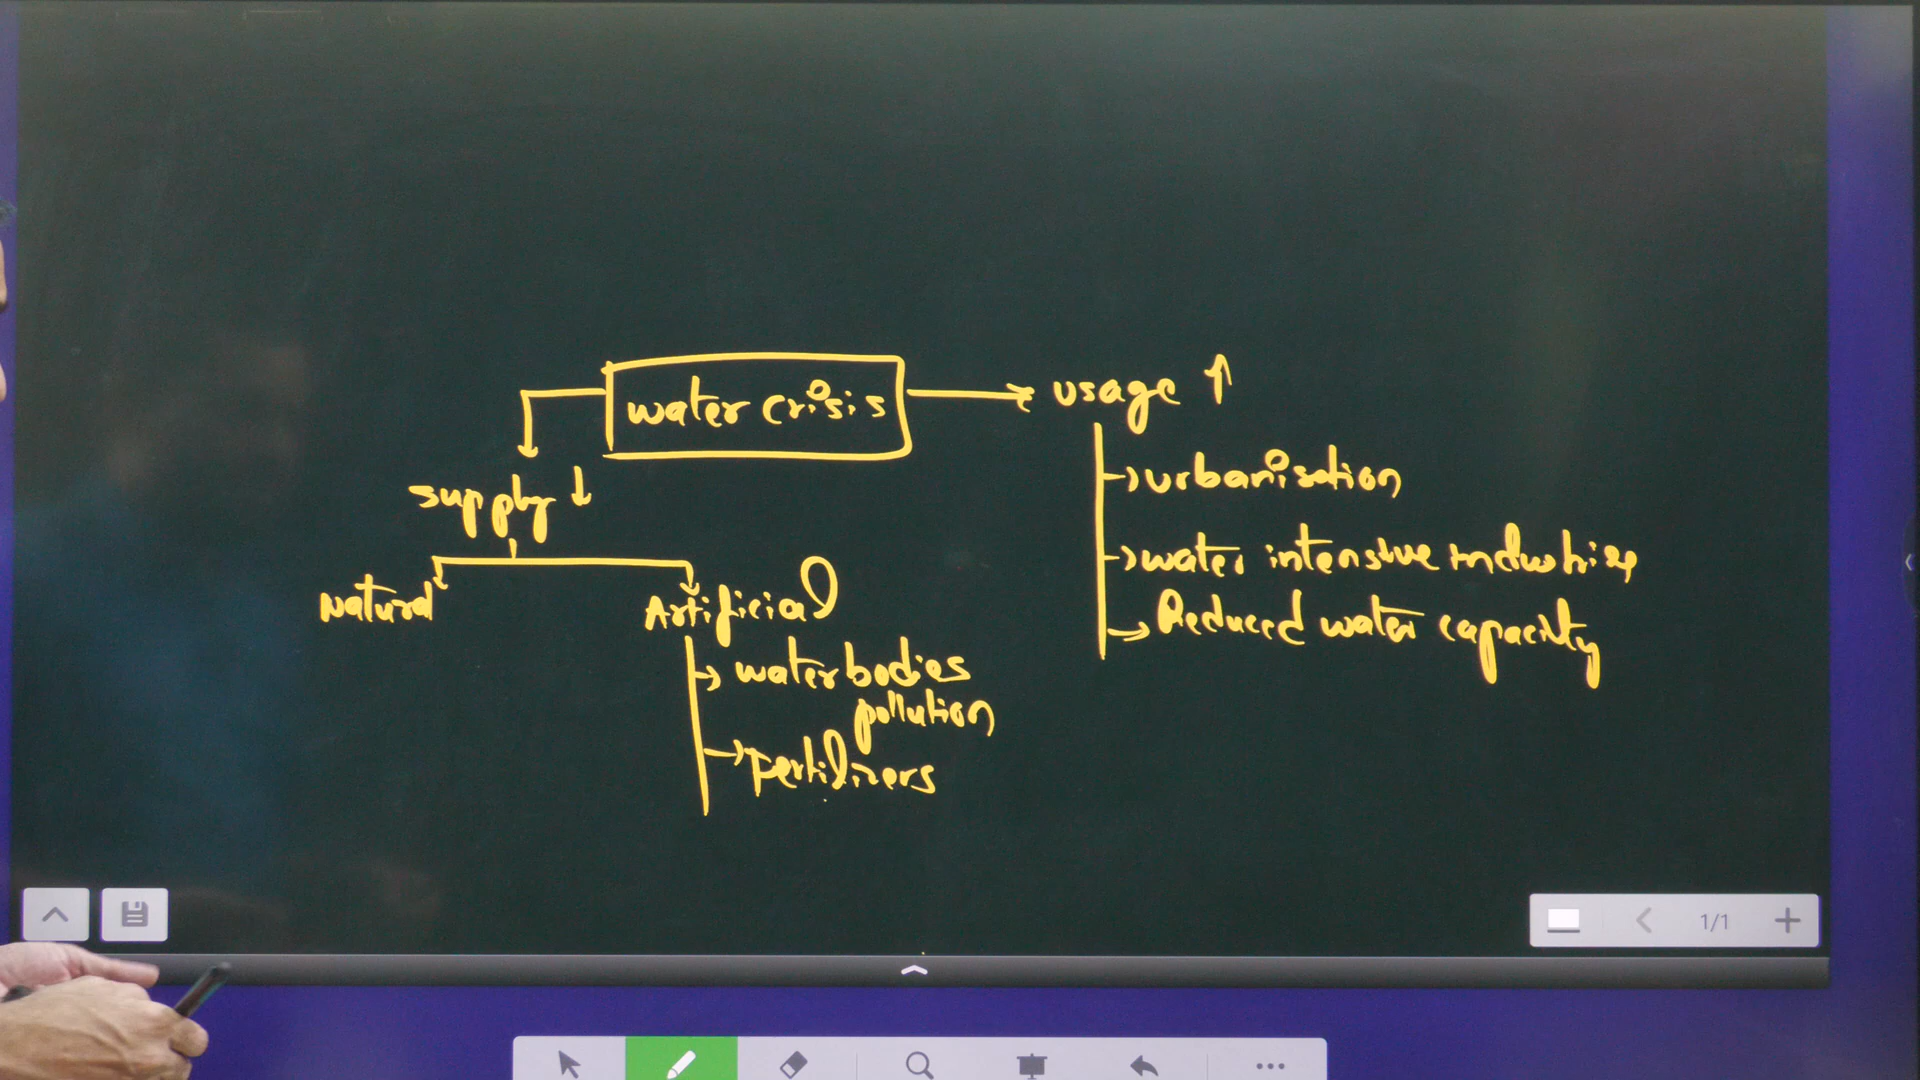 water crisis
usage ↑
supply ↓
urbanisation
water intensive industries
Natural
Artificial
Reduced water capacity
waterbodies
pollution
Fertilizers
1/1